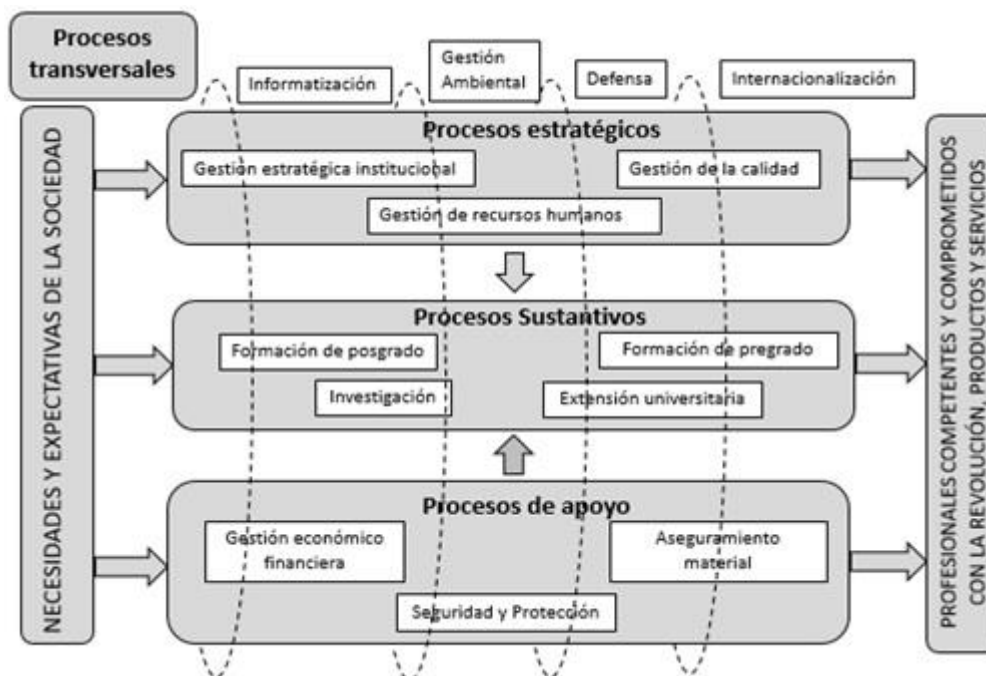 Procesos
transversales
Informatización
Gestión
Ambiental
Defensa
Internacionalización
NECESIDADES Y EXPECTATIVAS DE LA SOCIEDAD
Procesos estratégicos
Gestión estratégica institucional
Gestión de la calidad
Gestión de recursos humanos
Procesos Sustantivos
Formación de posgrado
Formación de pregrado
Investigación
Extensión universitaria
Procesos de apoyo
Gestión económico
financiera
Aseguramiento
material
Seguridad y Protección
PROFESIONALES COMPETENTES Y COMPROMETIDOS
CON LA REVOLUCIÓN, PRODUCTOS Y SERVICIOS